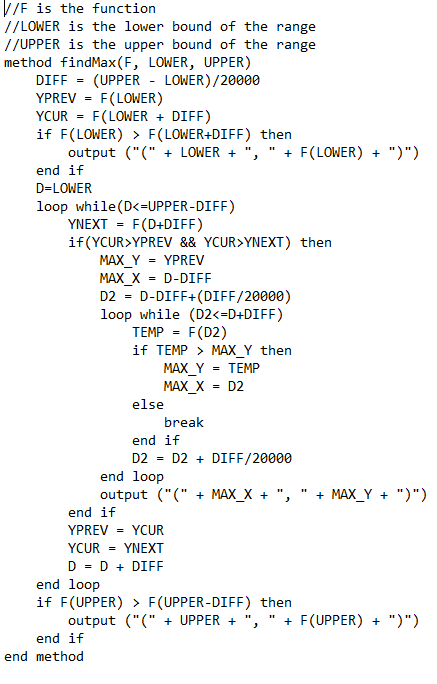 //F is the function
//LOWER is the lower bound of the range
//UPPER is the upper bound of the range
method findMax(F, LOWER, UPPER)
    DIFF = (UPPER - LOWER)/20000
    YPREV = F(LOWER)
    YCUR = F(LOWER + DIFF)
    if F(LOWER) > F(LOWER+DIFF) then
        output ("(" + LOWER + ", " + F(LOWER) + ")")
    end if
    D=LOWER
    loop while(D<=UPPER-DIFF)
        YNEXT = F(D+DIFF)
        if(YCUR>YPREV && YCUR>YNEXT) then
            MAX_Y = YPREV
            MAX_X = D-DIFF
            D2 = D-DIFF+(DIFF/20000)
            loop while (D2<=D+DIFF)
                TEMP = F(D2)
                if TEMP > MAX_Y then
                    MAX_Y = TEMP
                    MAX_X = D2
                else
                    break
                end if
                D2 = D2 + DIFF/20000
            end loop
            output ("(" + MAX_X + ", " + MAX_Y + ")")
        end if
        YPREV = YCUR
        YCUR = YNEXT
        D = D + DIFF
    end loop
    if F(UPPER) > F(UPPER-DIFF) then
        output ("(" + UPPER + ", " + F(UPPER) + ")")
    end if
end method